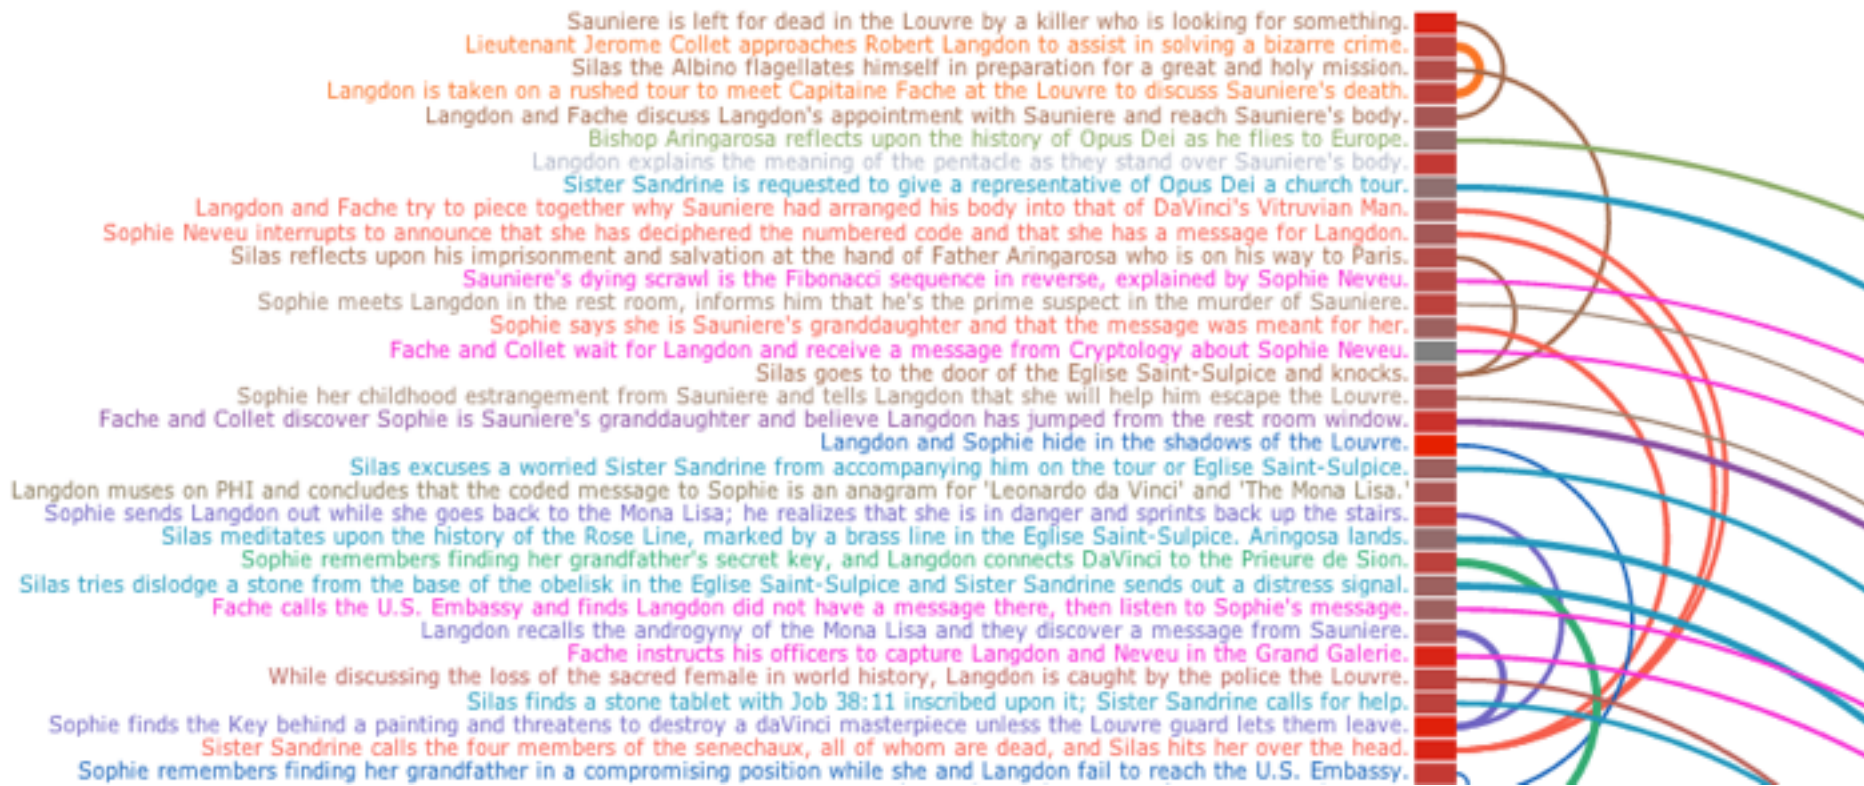 Sauniere is left for dead in the Louvre by a killer who is looking for something.
Lieutenant Jerome Collet approaches Robert Langdon to assist in solving a bizarre crime.
Silas the Albino flagellates himself in preparation for a great and holy mission.
Langdon is taken on a rushed tour to meet Capitaine Fache at the Louvre to discuss Sauniere's death.
Langdon and Fache discuss Langdon's appointment with Sauniere and reach Sauniere's body.
Bishop Aringarosa reflects upon the history of Opus Dei as he flies to Europe.
Langdon explains the meaning of the pentacle as they stand over Sauniere's body.
Sister Sandrine is requested to give a representative of Opus Dei a church tour.
Langdon and Fache try to piece together why Sauniere had arranged his body into that of DaVinci's Vitruvian Man.
Sophie Neveu interrupts to announce that she has deciphered the numbered code and that she has a message for Langdon.
Silas reflects upon his imprisonment and salvation at the hand of Father Aringarosa who is on his way to Paris.
Sauniere's dying scrawl is the Fibonacci sequence in reverse, explained by Sophie Neveu.
Sophie meets Langdon in the rest room, informs him that he's the prime suspect in the murder of Sauniere.
Sophie says she is Sauniere's granddaughter and that the message was meant for her.
Fache and Collet wait for Langdon and receive a message from Cryptology about Sophie Neveu.
Silas goes to the door of the Eglise Saint-Sulpice and knocks.
Sophie her childhood estrangement from Sauniere and tells Langdon that she will help him escape the Louvre.
Fache and Collet discover Sophie is Sauniere's granddaughter and believe Langdon has jumped from the rest room window.
Langdon and Sophie hide in the shadows of the Louvre.
Silas excuses a worried Sister Sandrine from accompanying him on the tour or Eglise Saint-Sulpice.
Langdon muses on PHI and concludes that the coded message to Sophie is an anagram for 'Leonardo da Vinci' and 'The Mona Lisa.'
Sophie sends Langdon out while she goes back to the Mona Lisa; he realizes that she is in danger and sprints back up the stairs.
Silas meditates upon the history of the Rose Line, marked by a brass line in the Eglise Saint-Sulpice. Aringosa lands.
Sophie remembers finding her grandfather's secret key, and Langdon connects DaVinci to the Prieure de Sion.
Silas tries dislodge a stone from the base of the obelisk in the Eglise Saint-Sulpice and Sister Sandrine sends out a distress signal.
Fache calls the U.S. Embassy and finds Langdon did not have a message there, then listen to Sophie's message.
Langdon recalls the androgyny of the Mona Lisa and they discover a message from Sauniere.
Fache instructs his officers to capture Langdon and Neveu in the Grand Galerie.
While discussing the loss of the sacred female in world history, Langdon is caught by the police the Louvre.
Silas finds a stone tablet with Job 38:11 inscribed upon it; Sister Sandrine calls for help.
Sophie finds the Key behind a painting and threatens to destroy a daVinci masterpiece unless the Louvre guard lets them leave.
Sister Sandrine calls the four members of the senechaux, all of whom are dead, and Silas hits her over the head.
Sophie remembers finding her grandfather in a compromising position while she and Langdon fail to reach the U.S. Embassy.